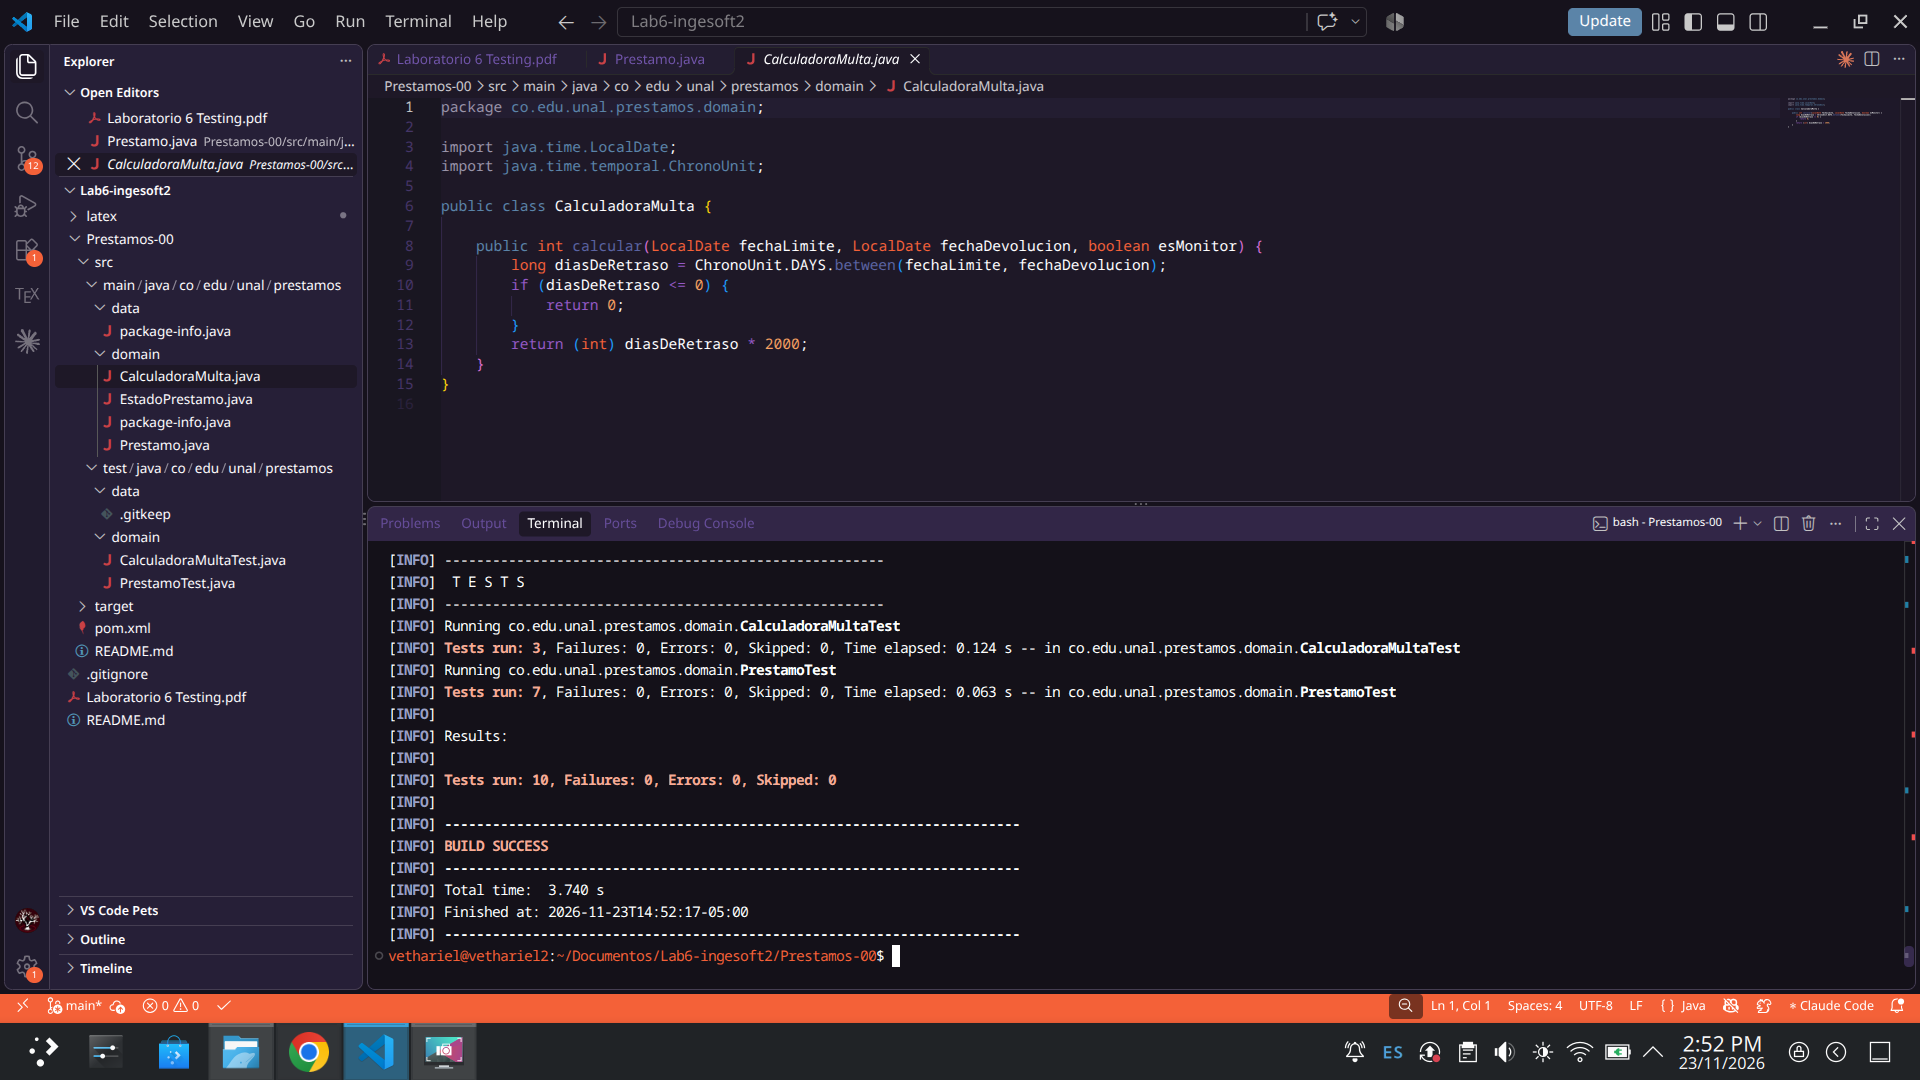 File Edit Selection View Go Run Terminal Help
Lab6-ingesoft2
Update
Explorer
Open Editors
Laboratorio 6 Testing.pdf
Prestamo.java Prestamos-00/src/main/j...
CalculadoraMulta.java Prestamos-00/src...
Lab6-ingesoft2
latex
Prestamos-00
src
main/java/co/edu/unal/prestamos
data
package-info.java
domain
CalculadoraMulta.java
EstadoPrestamo.java
package-info.java
Prestamo.java
test/java/co/edu/unal/prestamos
data
.gitkeep
domain
CalculadoraMultaTest.java
PrestamoTest.java
target
pom.xml
README.md
.gitignore
Laboratorio 6 Testing.pdf
README.md
VS Code Pets
Outline
Timeline
12
1
TEX
1
Laboratorio 6 Testing.pdf Prestamo.java CalculadoraMulta.java
Prestamos-00 > src > main > java > co > edu > unal > prestamos > domain > CalculadoraMulta.java
1 package co.edu.unal.prestamos.domain;
2
3 import java.time.LocalDate;
4 import java.time.temporal.ChronoUnit;
5
6 public class CalculadoraMulta {
7
8 public int calcular(LocalDate fechaLimite, LocalDate fechaDevolucion, boolean esMonitor) {
9 long diasDeRetraso = ChronoUnit.DAYS.between(fechaLimite, fechaDevolucion);
10 if (diasDeRetraso <= 0) {
11 return 0;
12 }
13 return (int) diasDeRetraso * 2000;
14 }
15 }
16
Problems Output Terminal Ports Debug Console
bash - Prestamos-00
[INFO] -------------------------------------------------------
[INFO]  T E S T S
[INFO] -------------------------------------------------------
[INFO] Running co.edu.unal.prestamos.domain.CalculadoraMultaTest
[INFO] Tests run: 3, Failures: 0, Errors: 0, Skipped: 0, Time elapsed: 0.124 s -- in co.edu.unal.prestamos.domain.CalculadoraMultaTest
[INFO] Running co.edu.unal.prestamos.domain.PrestamoTest
[INFO] Tests run: 7, Failures: 0, Errors: 0, Skipped: 0, Time elapsed: 0.063 s -- in co.edu.unal.prestamos.domain.PrestamoTest
[INFO]
[INFO] Results:
[INFO]
[INFO] Tests run: 10, Failures: 0, Errors: 0, Skipped: 0
[INFO]
[INFO] ------------------------------------------------------------------------
[INFO] BUILD SUCCESS
[INFO] ------------------------------------------------------------------------
[INFO] Total time:  3.740 s
[INFO] Finished at: 2026-11-23T14:52:17-05:00
[INFO] ------------------------------------------------------------------------
vethariel@vethariel2:~/Documentos/Lab6-ingesoft2/Prestamos-00$
main* 0 0
Ln 1, Col 1 Spaces: 4 UTF-8 LF { } Java Claude Code
ES
2:52 PM
23/11/2026